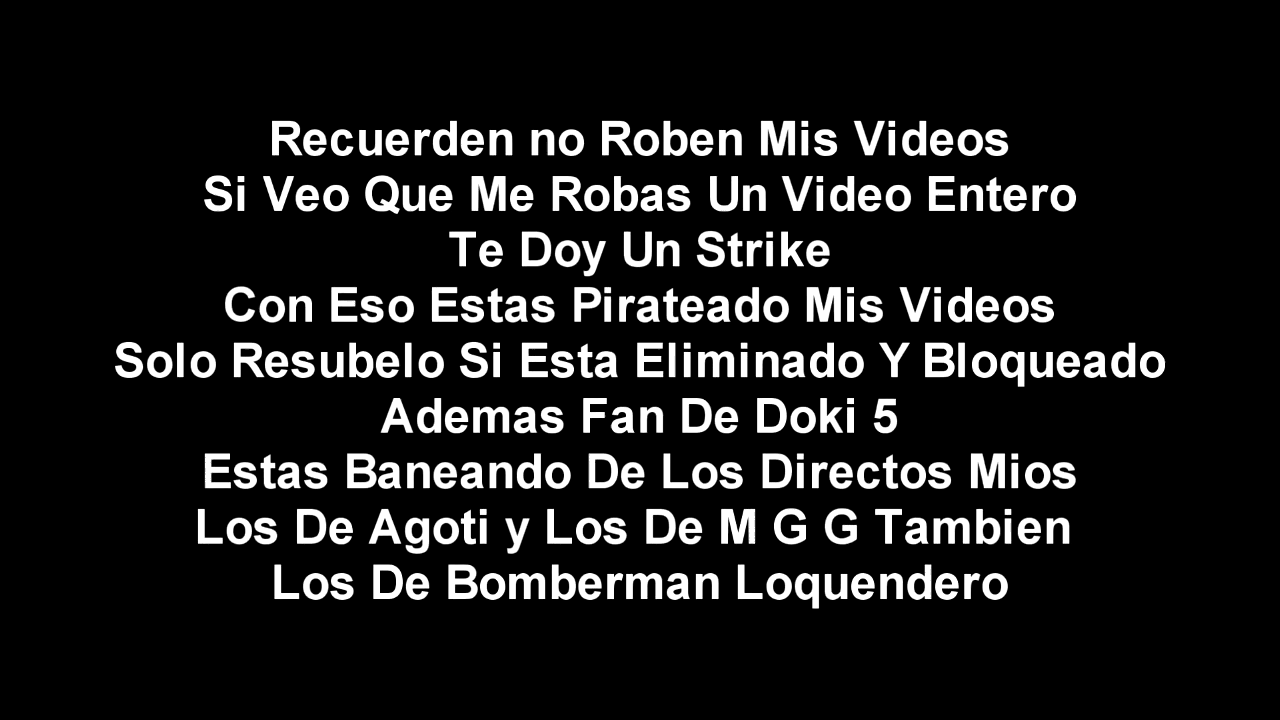 Recuerden no Roben Mis Videos
Si Veo Que Me Robas Un Video Entero
Te Doy Un Strike
Con Eso Estas Pirateado Mis Videos
Solo Resubelo Si Esta Eliminado Y Bloqueado
Ademas Fan De Doki 5
Estas Baneando De Los Directos Mios
Los De Agoti y Los De M G G Tambien
Los De Bomberman Loquendero